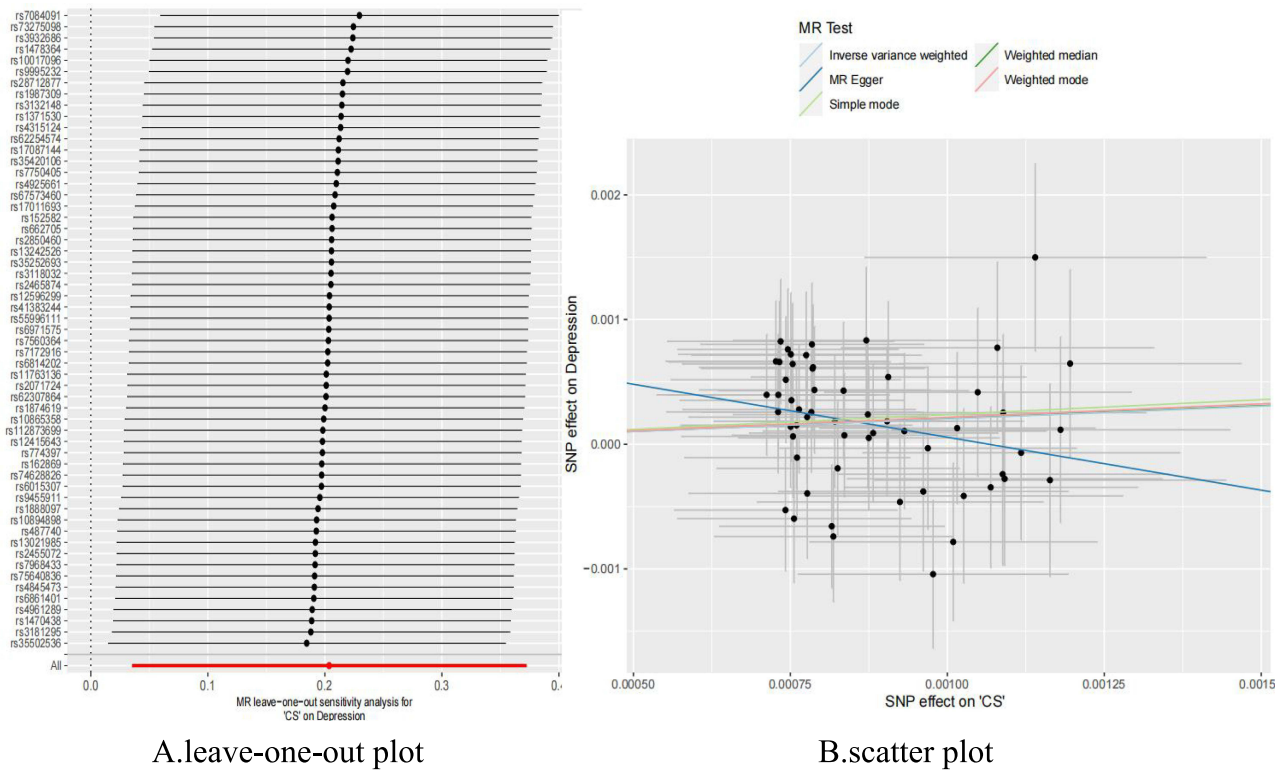 rs7084091
rs73275098
rs3932686
rs1478364
rs10017096
rs9995232
rs28712877
rs1987309
rs3132148
rs1371530
rs4315124
rs62254574
rs17087144
rs35420106
rs7750405
rs4925661
rs67573460
rs17011693
rs152582
rs662705
rs2850460
rs13242526
rs35252693
rs3118032
rs2465874
rs12596299
rs41383244
rs55996111
rs6971575
rs7560364
rs7172916
rs6814202
rs11763136
rs2071724
rs62307864
rs1874619
rs10865355
rs112873699
rs12415643
rs774397
rs162869
rs74628826
rs6015307
rs9455911
rs1888097
rs10894898
rs487740
rs13021985
rs2455072
rs7968433
rs75640836
rs4845473
rs6861401
rs4961289
rs1470438
rs3181295
rs35502536
All
0.0 0.1 0.2 0.3
MR leave−one−out sensitivity analysis for
'CS' on Depression
A.leave-one-out plot
MR Test
Inverse variance weighted Weighted median
MR Egger Weighted mode
Simple mode
SNP effect on Depression
0.002
0.001
0.000
−0.001
0.00050 0.00075 0.00100 0.00125 0.0015
SNP effect on 'CS'
B.scatter plot